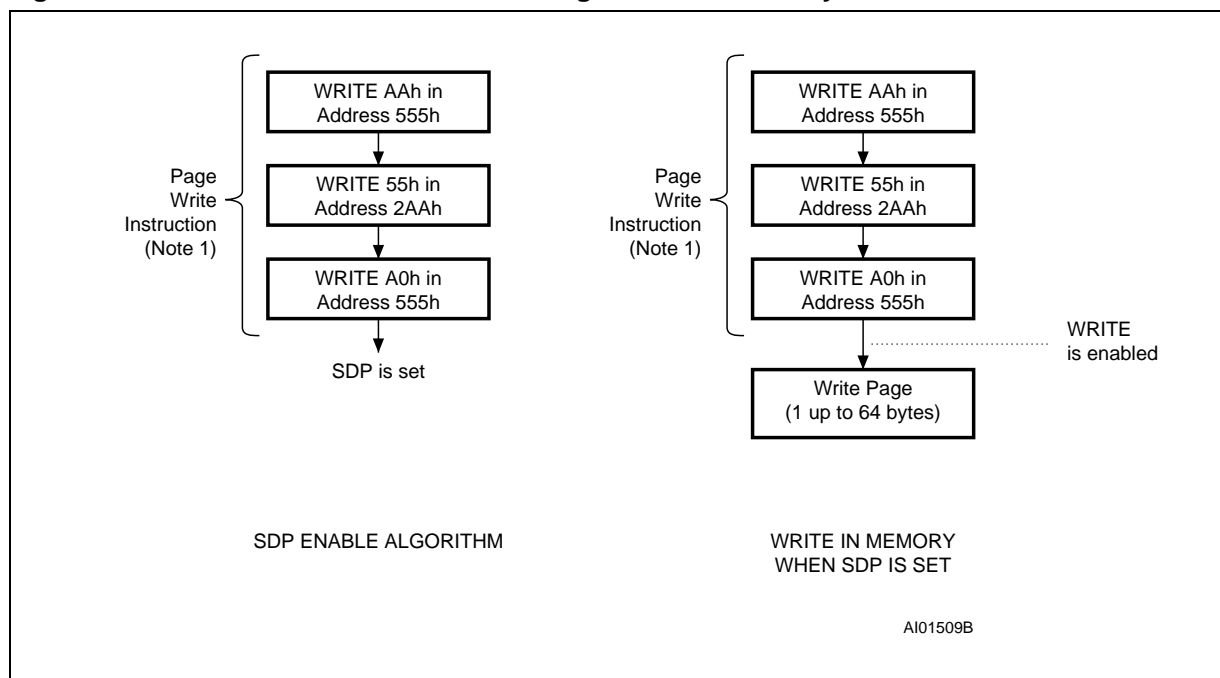 WRITE AAh in
Address 555h
WRITE 55h in
Address 2AAh
WRITE A0h in
Address 555h
Page
Write
Instruction
(Note 1)
SDP is set
SDP ENABLE ALGORITHM
WRITE AAh in
Address 555h
WRITE 55h in
Address 2AAh
WRITE A0h in
Address 555h
Page
Write
Instruction
(Note 1)
WRITE
is enabled
Write Page
(1 up to 64 bytes)
WRITE IN MEMORY
WHEN SDP IS SET
AI01509B